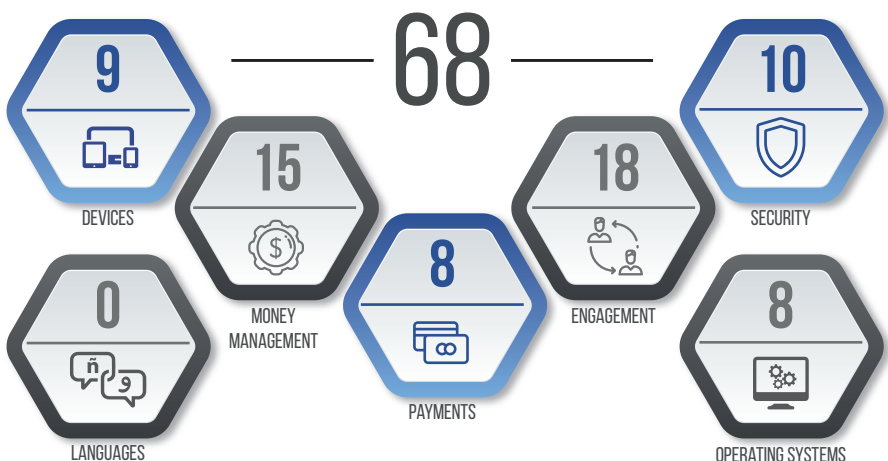 68
9
DEVICES
10
SECURITY
15
MONEY
MANAGEMENT
18
ENGAGEMENT
8
PAYMENTS
0
ñ
و
LANGUAGES
8
OPERATING SYSTEMS
$